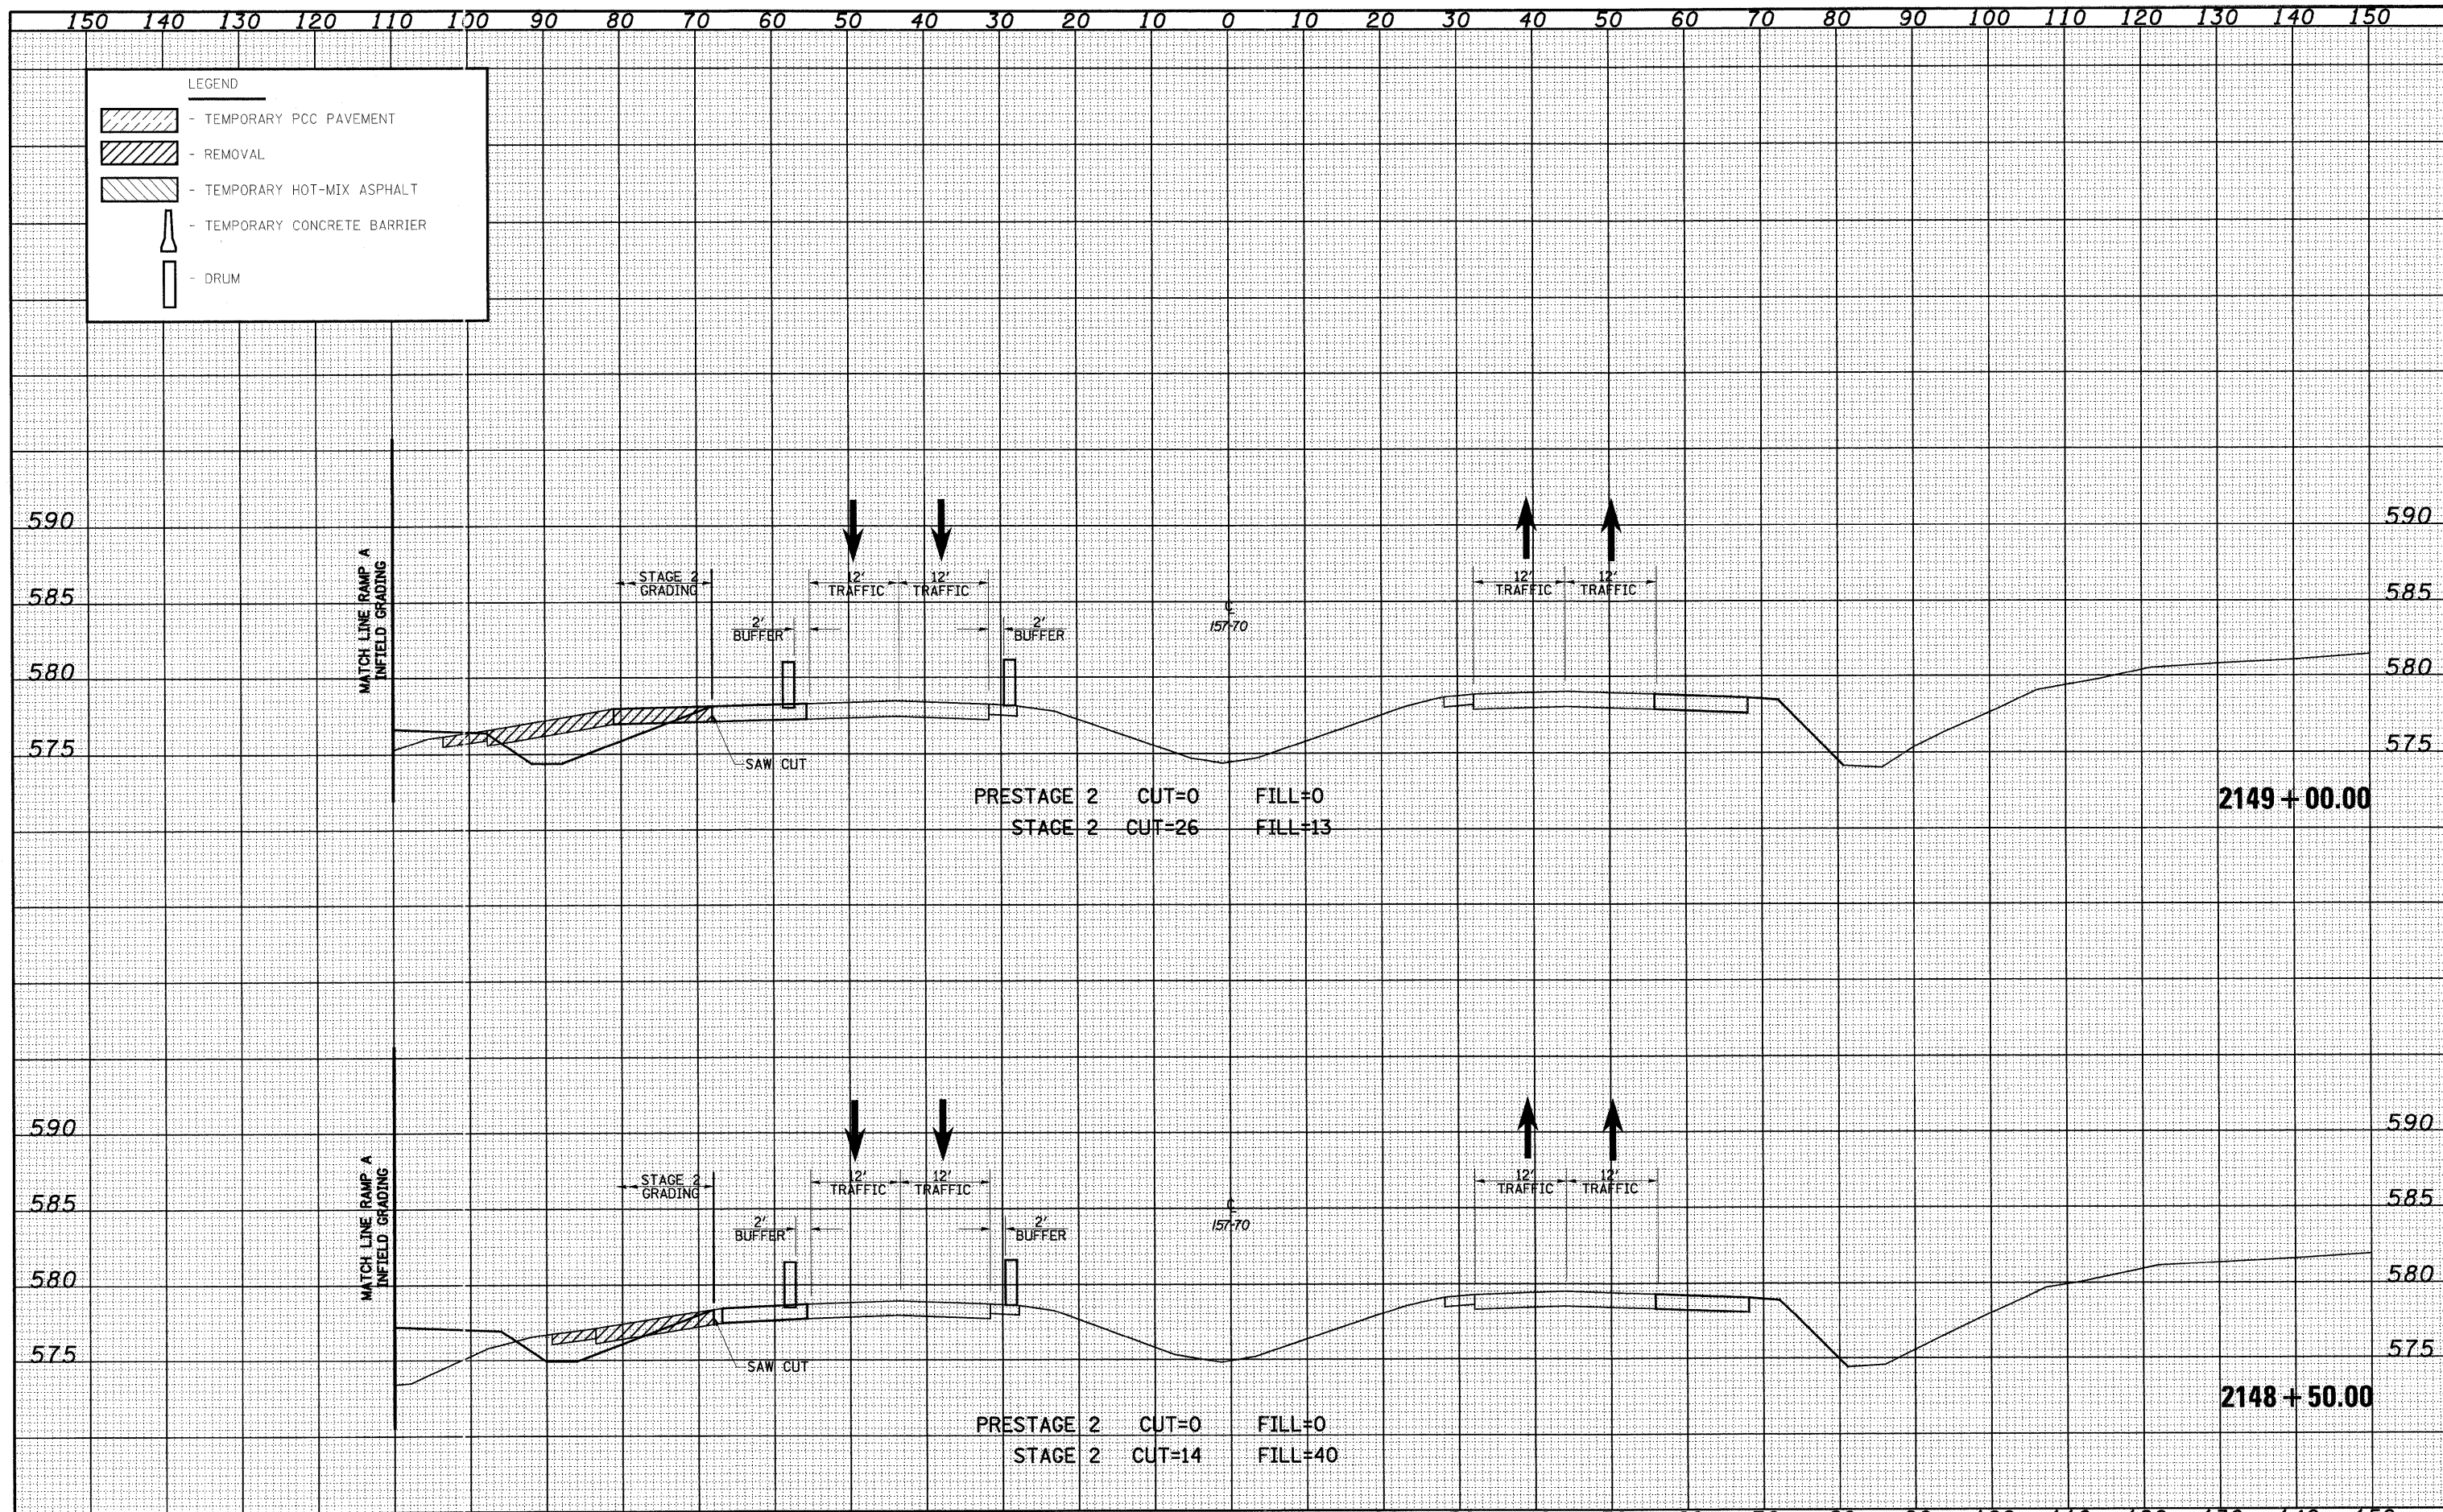 150 140 130 120 110 100 90 80 70 60 50 40 30 20 10 0 10 20 30 40 50 60 70 80 90 100 110 120 130 140 150
LEGEND
- TEMPORARY PCC PAVEMENT
- REMOVAL
- TEMPORARY HOT-MIX ASPHALT
- TEMPORARY CONCRETE BARRIER
- DRUM
590 590
MATCH LINE RAMP A
INFIELD GRADING
STAGE 2
GRADING
12'
TRAFFIC
12'
TRAFFIC
12'
TRAFFIC
12'
TRAFFIC
585 585
2'
BUFFER
2'
BUFFER
℄
157-70
580 580
575 575
SAW CUT
PRESTAGE 2 CUT=0 FILL=0
STAGE 2 CUT=26 FILL=13
2149+00.00
590 590
MATCH LINE RAMP A
INFIELD GRADING
STAGE 2
GRADING
12'
TRAFFIC
12'
TRAFFIC
12'
TRAFFIC
12'
TRAFFIC
585 585
2'
BUFFER
2'
BUFFER
℄
157-70
580 580
575 575
SAW CUT
2148+50.00
PRESTAGE 2 CUT=0 FILL=0
STAGE 2 CUT=14 FILL=40